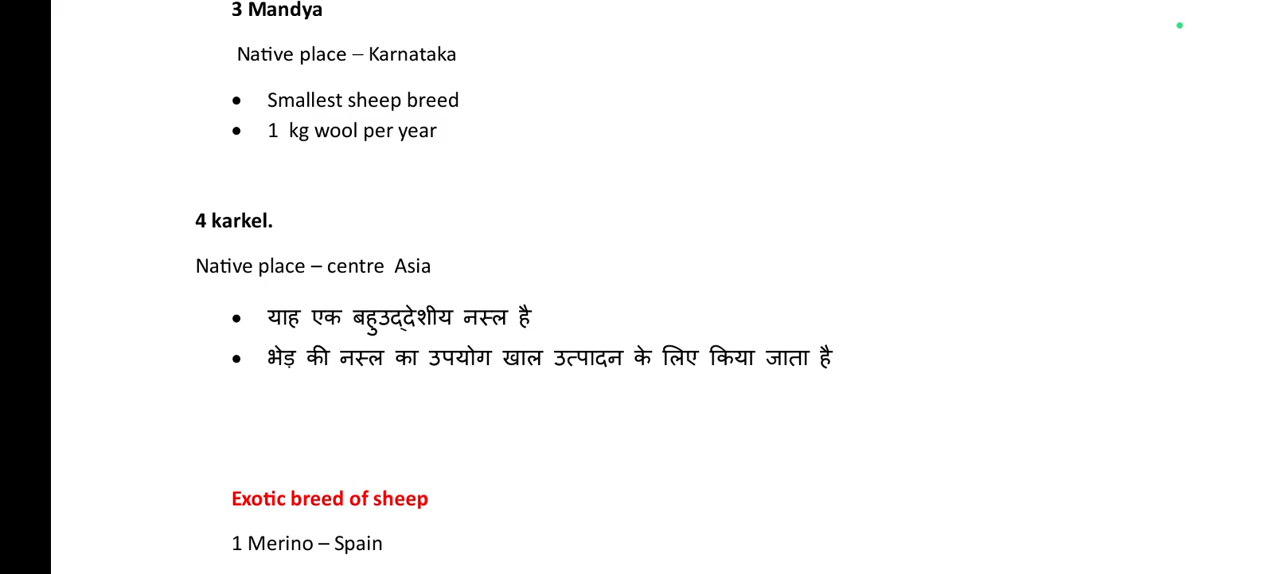 3 Mandya
Native place – Karnataka
• Smallest sheep breed
• 1 kg wool per year
4 karkel.
Native place – centre Asia
• याह एक बहुउद्देशीय नस्ल है
• भेड़ की नस्ल का उपयोग खाल उत्पादन के लिए किया जाता है
Exotic breed of sheep
1 Merino – Spain